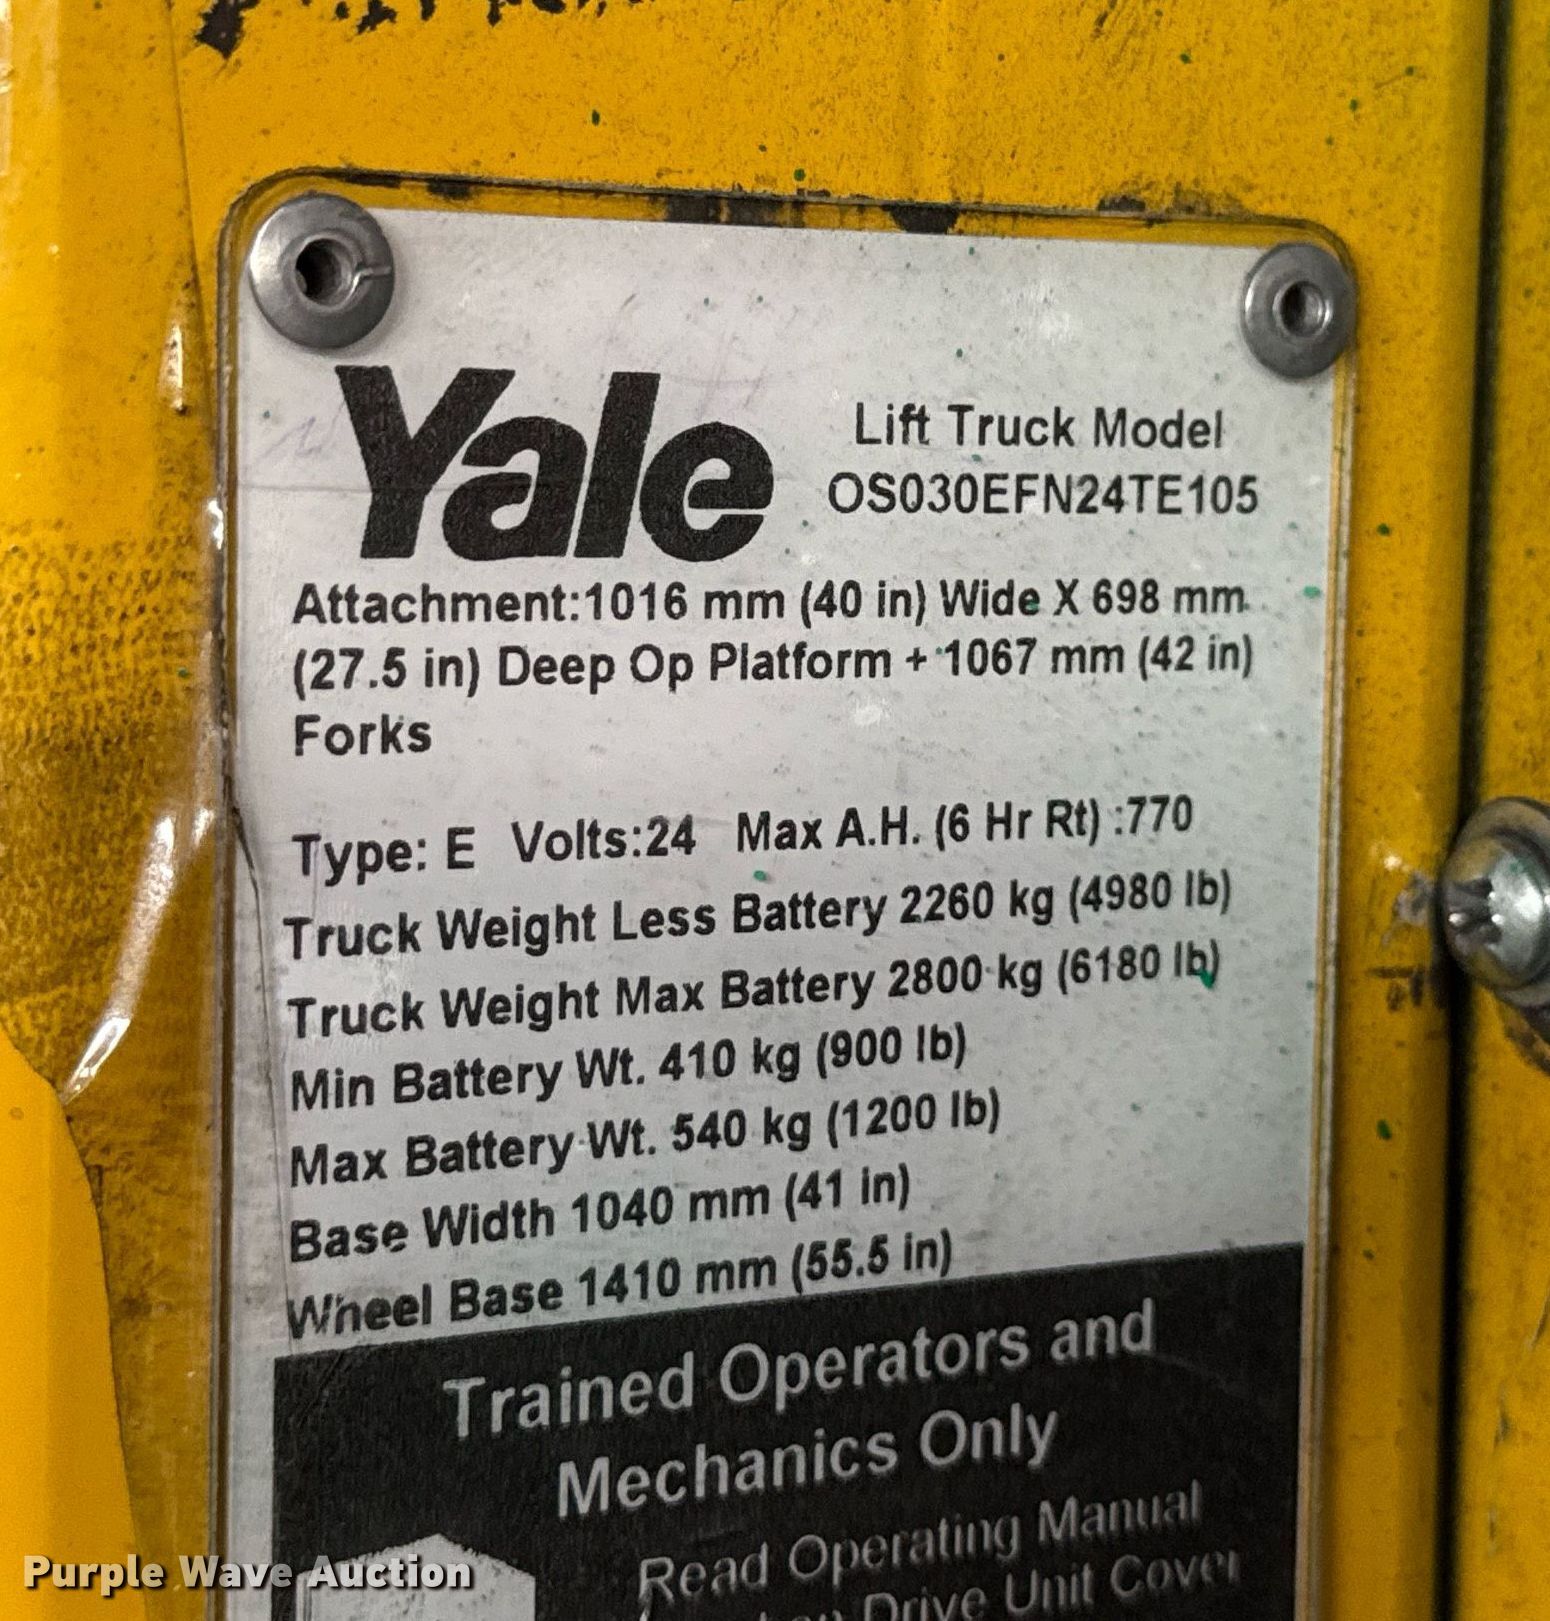 Yale
Lift Truck Model
OS030EFN24TE105
Attachment:1016 mm (40 in) Wide X 698 mm
(27.5 in) Deep Op Platform + 1067 mm (42 in)
Forks
Type: E Volts:24 Max A.H. (6 Hr Rt) :770
Truck Weight Less Battery 2260 kg (4980 lb)
Truck Weight Max Battery 2800 kg (6180 lb)
Min Battery Wt. 410 kg (900 lb)
Max Battery Wt. 540 kg (1200 lb)
Base Width 1040 mm (41 in)
Wheel Base 1410 mm (55.5 in)
Trained Operators and
Mechanics Only
Read Operating Manual
Drive Unit Cover
Purple Wave Auction